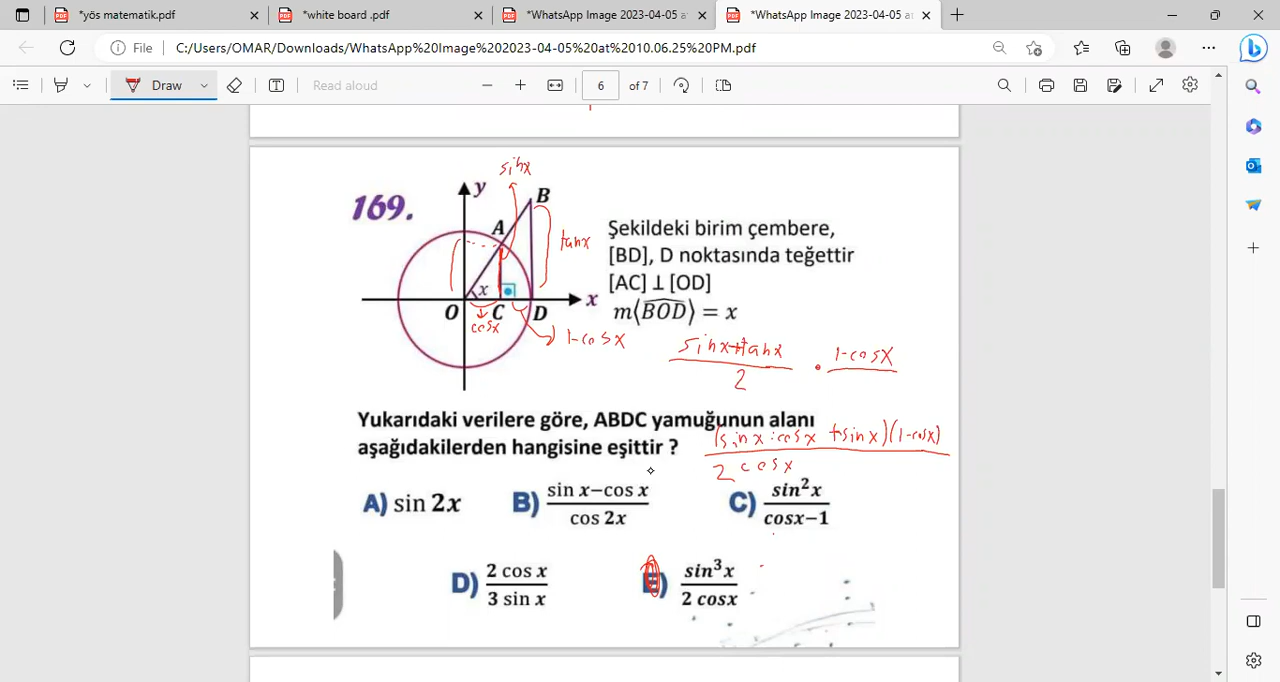 *yös matematik.pdf
*white board .pdf
*WhatsApp Image 2023-04-05 a
*WhatsApp Image 2023-04-05 a
File
C:/Users/OMAR/Downloads/WhatsApp%20Image%202023-04-05%20at%2010.06.25%20PM.pdf
Draw
Read aloud
6 of 7
169.
y
sinx
B
A
tanx
x
x
O
C
D
cosx
1-cosx
Şekildeki birim çembere,
[BD], D noktasında teğettir
[AC] ⊥ [OD]
m(BOD) = x
sinx+tanx / 2 . 1-cosx
Yukarıdaki verilere göre, ABDC yamuğunun alanı
aşağıdakilerden hangisine eşittir ?
(sinx.cosx + sinx)(1-cosx) / 2 cosx
A) sin 2x
B) sin x−cos x / cos 2x
C) sin²x / cosx−1
D) 2 cos x / 3 sin x
E) sin³x / 2 cosx